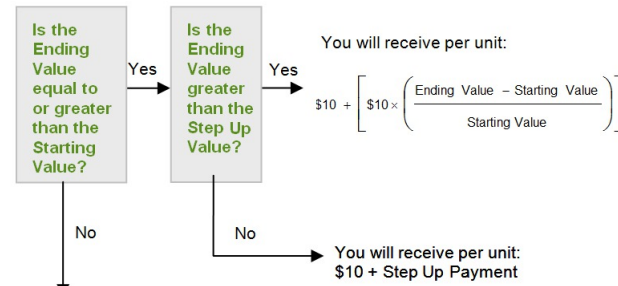 Is the
Ending
Value
equal to
or greater
than the
Starting
Value?
Yes
Is the
Ending
Value
greater
than the
Step Up
Value?
Yes
You will receive per unit:
$10 + [ $10 × ( Ending Value – Starting Value
Starting Value ) ]
No
No
You will receive per unit:
$10 + Step Up Payment